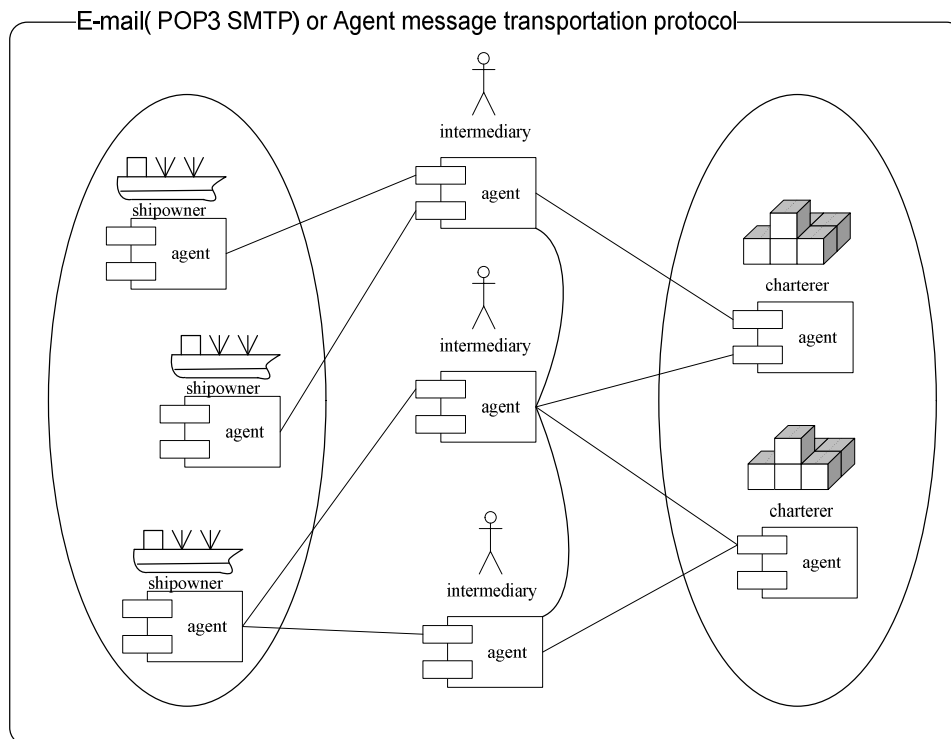 E-mail( POP3 SMTP) or Agent message transportation protocol
intermediary
agent
shipowner
agent
charterer
agent
intermediary
agent
shipowner
agent
charterer
agent
intermediary
agent
shipowner
agent